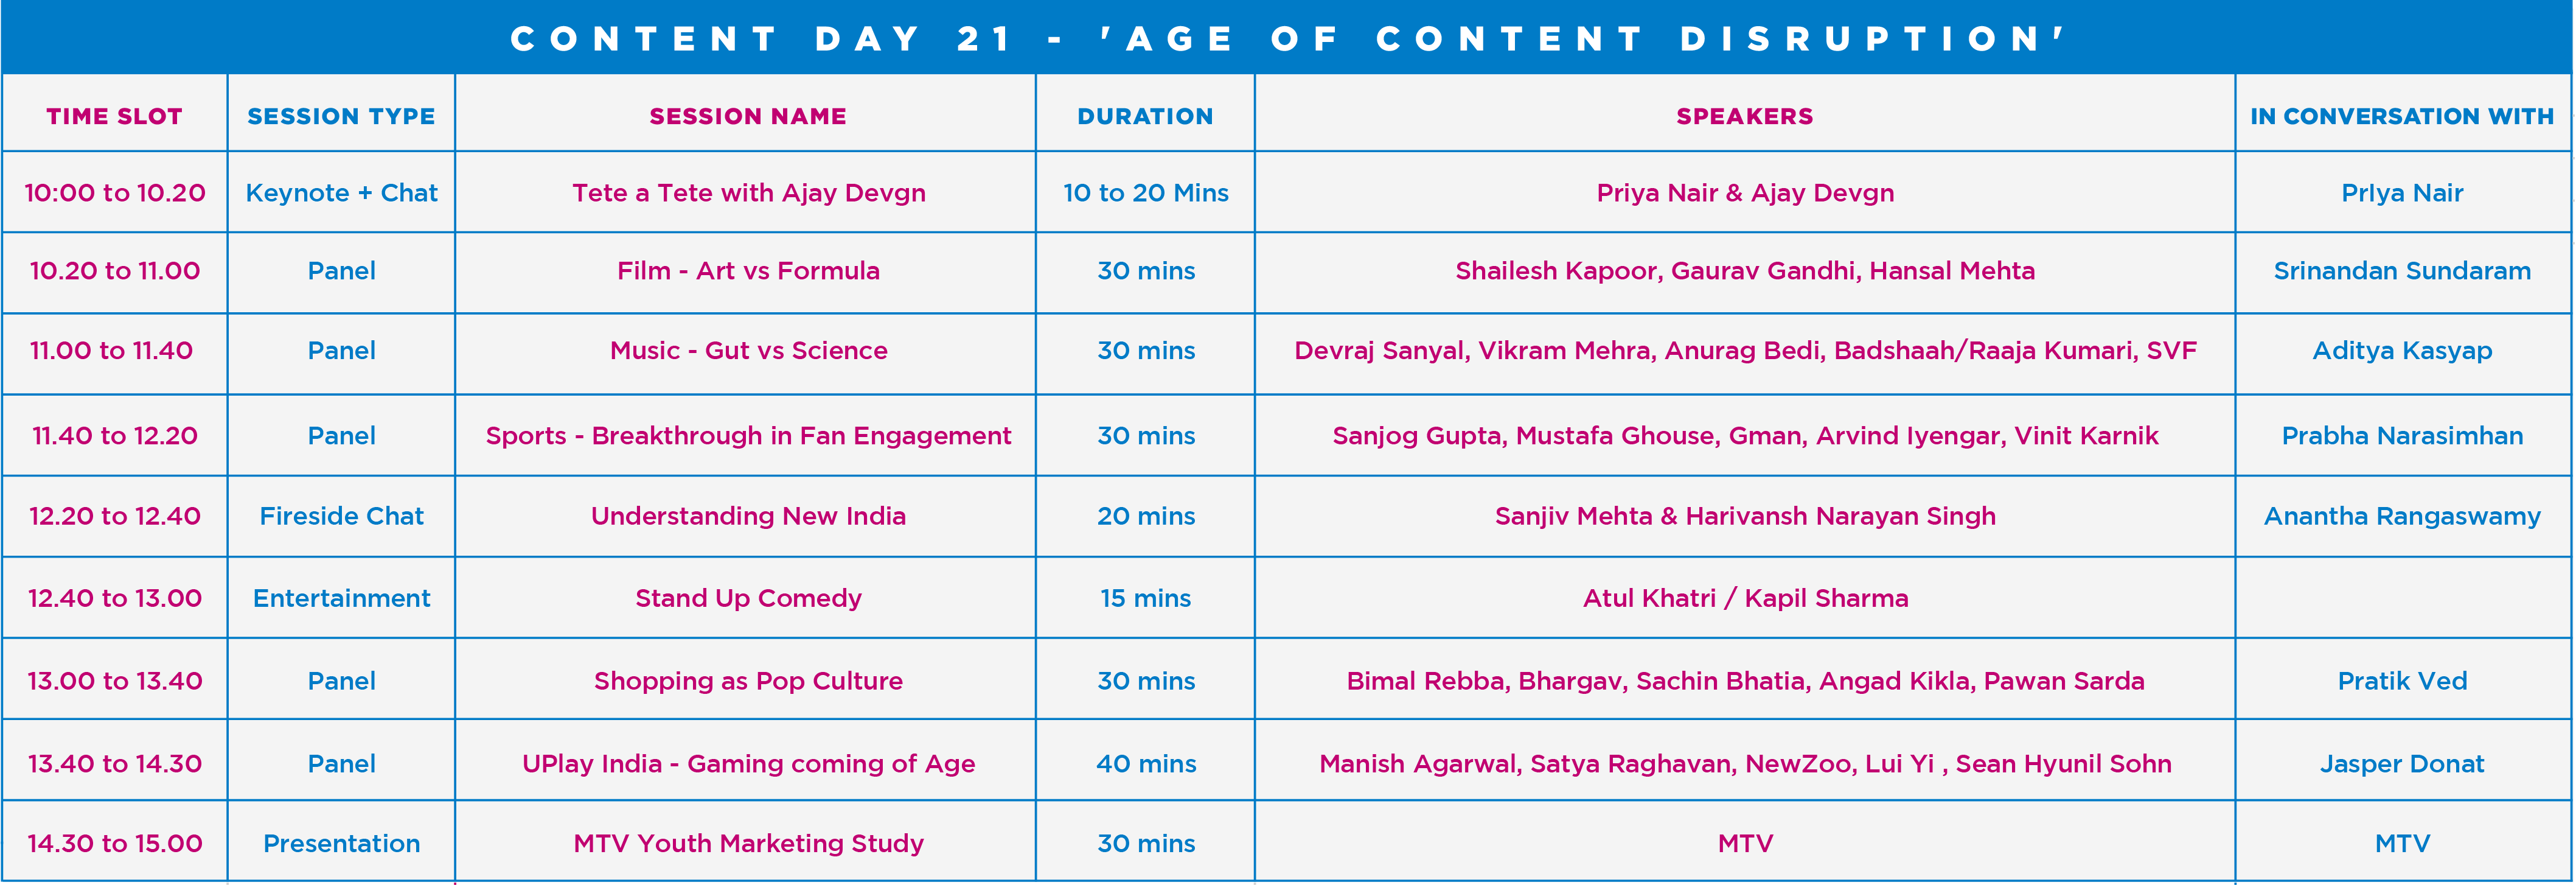 CONTENT DAY 21 - 'AGE OF CONTENT DISRUPTION'
TIME SLOT SESSION TYPE SESSION NAME DURATION SPEAKERS IN CONVERSATION WITH
10:00 to 10.20 Keynote + Chat Tete a Tete with Ajay Devgn 10 to 20 Mins Priya Nair & Ajay Devgn PrIya Nair
10.20 to 11.00 Panel Film - Art vs Formula 30 mins Shailesh Kapoor, Gaurav Gandhi, Hansal Mehta Srinandan Sundaram
11.00 to 11.40 Panel Music - Gut vs Science 30 mins Devraj Sanyal, Vikram Mehra, Anurag Bedi, Badshaah/Raaja Kumari, SVF Aditya Kasyap
11.40 to 12.20 Panel Sports - Breakthrough in Fan Engagement 30 mins Sanjog Gupta, Mustafa Ghouse, Gman, Arvind Iyengar, Vinit Karnik Prabha Narasimhan
12.20 to 12.40 Fireside Chat Understanding New India 20 mins Sanjiv Mehta & Harivansh Narayan Singh Anantha Rangaswamy
12.40 to 13.00 Entertainment Stand Up Comedy 15 mins Atul Khatri / Kapil Sharma
13.00 to 13.40 Panel Shopping as Pop Culture 30 mins Bimal Rebba, Bhargav, Sachin Bhatia, Angad Kikla, Pawan Sarda Pratik Ved
13.40 to 14.30 Panel UPlay India - Gaming coming of Age 40 mins Manish Agarwal, Satya Raghavan, NewZoo, Lui Yi , Sean Hyunil Sohn Jasper Donat
14.30 to 15.00 Presentation MTV Youth Marketing Study 30 mins MTV MTV